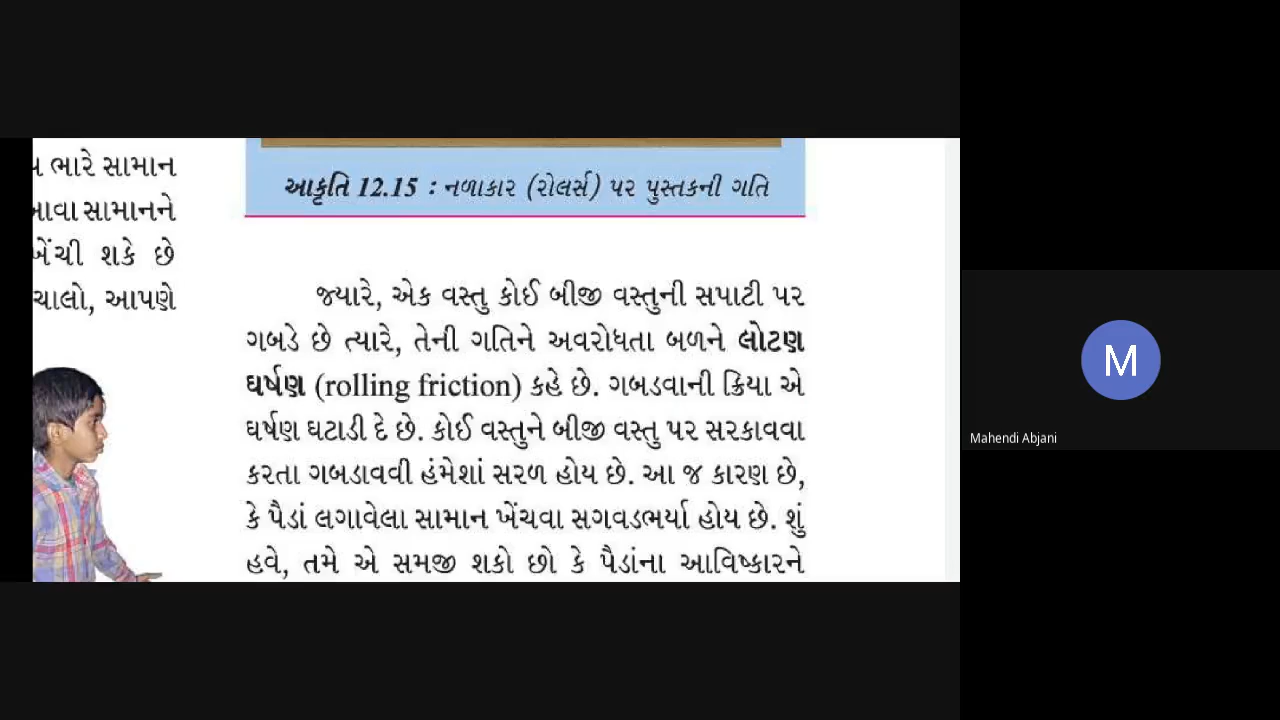 ભારે સામાન
સામાનને
શકે છે
ચાલો, આપણે
આકૃતિ 12.15 : નળાકાર (રોલર્સ) પર પુસ્તકની ગતિ
જ્યારે, એક વસ્તુ કોઈ બીજી વસ્તુની સપાટી પર
ગબડે છે ત્યારે, તેની ગતિને અવરોધતા બળને લોટણ
ઘર્ષણ (rolling friction) કહે છે. ગબડવાની ક્રિયા એ
ઘર્ષણ ઘટાડી દે છે. કોઈ વસ્તુને બીજી વસ્તુ પર સરકાવવા
કરતા ગબડાવવી હંમેશાં સરળ હોય છે. આ જ કારણ છે,
કે પૈડાં લગાવેલા સામાન ખેંચવા સગવડભર્યા હોય છે. શું
હવે, તમે એ સમજી શકો છો કે પૈડાંના આવિષ્કારને
M
Mahendi Abjani